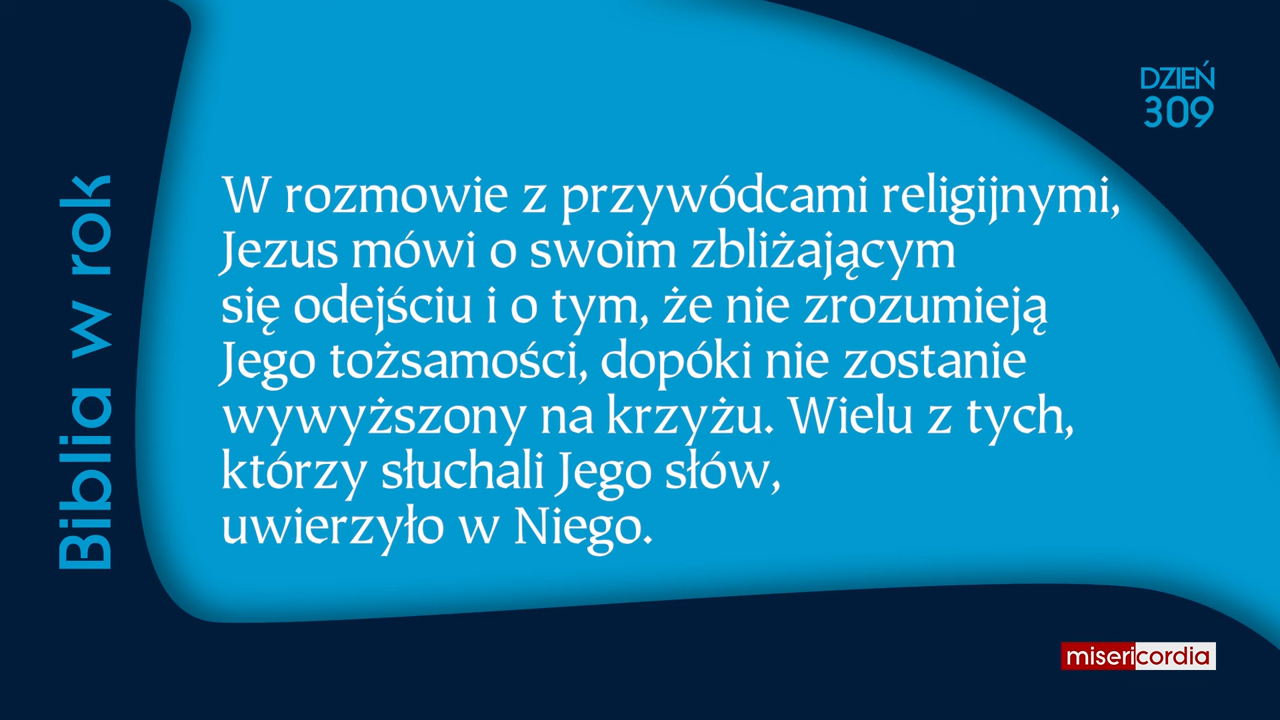 DZIEŃ
309
Biblia w rok
W rozmowie z przywódcami religijnymi,
Jezus mówi o swoim zbliżającym
się odejściu i o tym, że nie zrozumieją
Jego tożsamości, dopóki nie zostanie
wywyższony na krzyżu. Wielu z tych,
którzy słuchali Jego słów,
uwierzyło w Niego.
misericordia